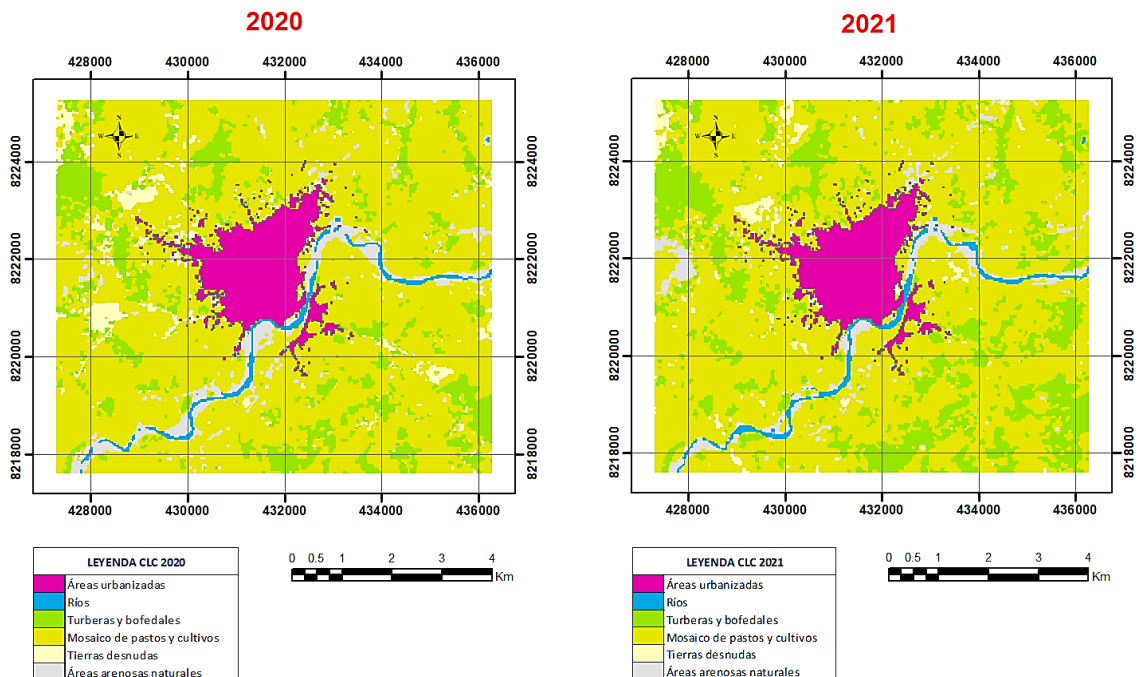 2020
428000 430000 432000 434000 436000
N
W E
S
8224000 8224000
8222000 8222000
8220000 8220000
8218000 8218000
428000 430000 432000 434000 436000
LEYENDA CLC 2020
Áreas urbanizadas
Ríos
Turberas y bofedales
Mosaico de pastos y cultivos
Tierras desnudas
Áreas arenosas naturales
0 0.5 1 2 3 4
Km
2021
428000 430000 432000 434000 436000
N
W E
S
8224000 8224000
8222000 8222000
8220000 8220000
8218000 8218000
428000 430000 432000 434000 436000
LEYENDA CLC 2021
Áreas urbanizadas
Ríos
Turberas y bofedales
Mosaico de pastos y cultivos
Tierras desnudas
Áreas arenosas naturales
0 0.5 1 2 3 4
Km